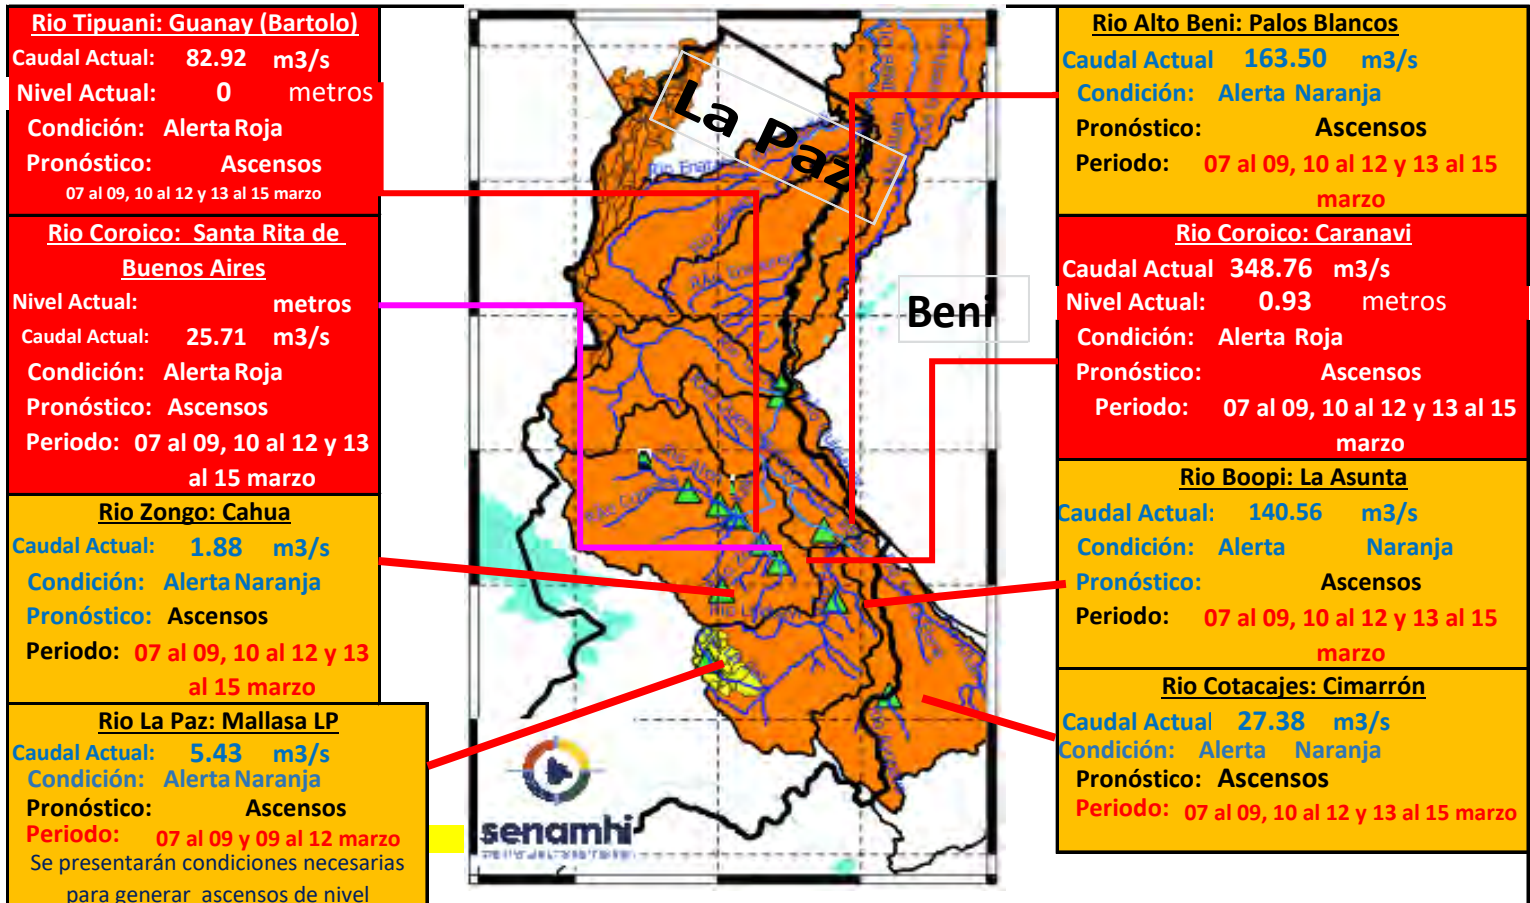 Rio Tipuani: Guanay (Bartolo)
Caudal Actual: 82.92 m3/s
Nivel Actual: 0 metros
Condición: Alerta Roja
Pronóstico: Ascensos
07 al 09, 10 al 12 y 13 al 15 marzo
Rio Coroico: Santa Rita de
Buenos Aires
Nivel Actual: metros
Caudal Actual: 25.71 m3/s
Condición: Alerta Roja
Pronóstico: Ascensos
Periodo: 07 al 09, 10 al 12 y 13
al 15 marzo
Rio Zongo: Cahua
Caudal Actual: 1.88 m3/s
Condición: Alerta Naranja
Pronóstico: Ascensos
Periodo: 07 al 09, 10 al 12 y 13
al 15 marzo
Rio La Paz: Mallasa LP
Caudal Actual: 5.43 m3/s
Condición: Alerta Naranja
Pronóstico: Ascensos
Periodo: 07 al 09 y 09 al 12 marzo
Se presentarán condiciones necesarias
para generar ascensos de nivel
La Paz
Beni
senamhi
Rio Alto Beni: Palos Blancos
Caudal Actual 163.50 m3/s
Condición: Alerta Naranja
Pronóstico: Ascensos
Periodo: 07 al 09, 10 al 12 y 13 al 15
marzo
Rio Coroico: Caranavi
Caudal Actual 348.76 m3/s
Nivel Actual: 0.93 metros
Condición: Alerta Roja
Pronóstico: Ascensos
Periodo: 07 al 09, 10 al 12 y 13 al 15
marzo
Rio Boopi: La Asunta
Caudal Actual: 140.56 m3/s
Condición: Alerta Naranja
Pronóstico: Ascensos
Periodo: 07 al 09, 10 al 12 y 13 al 15
marzo
Rio Cotacajes: Cimarrón
Caudal Actual 27.38 m3/s
Condición: Alerta Naranja
Pronóstico: Ascensos
Periodo: 07 al 09, 10 al 12 y 13 al 15 marzo